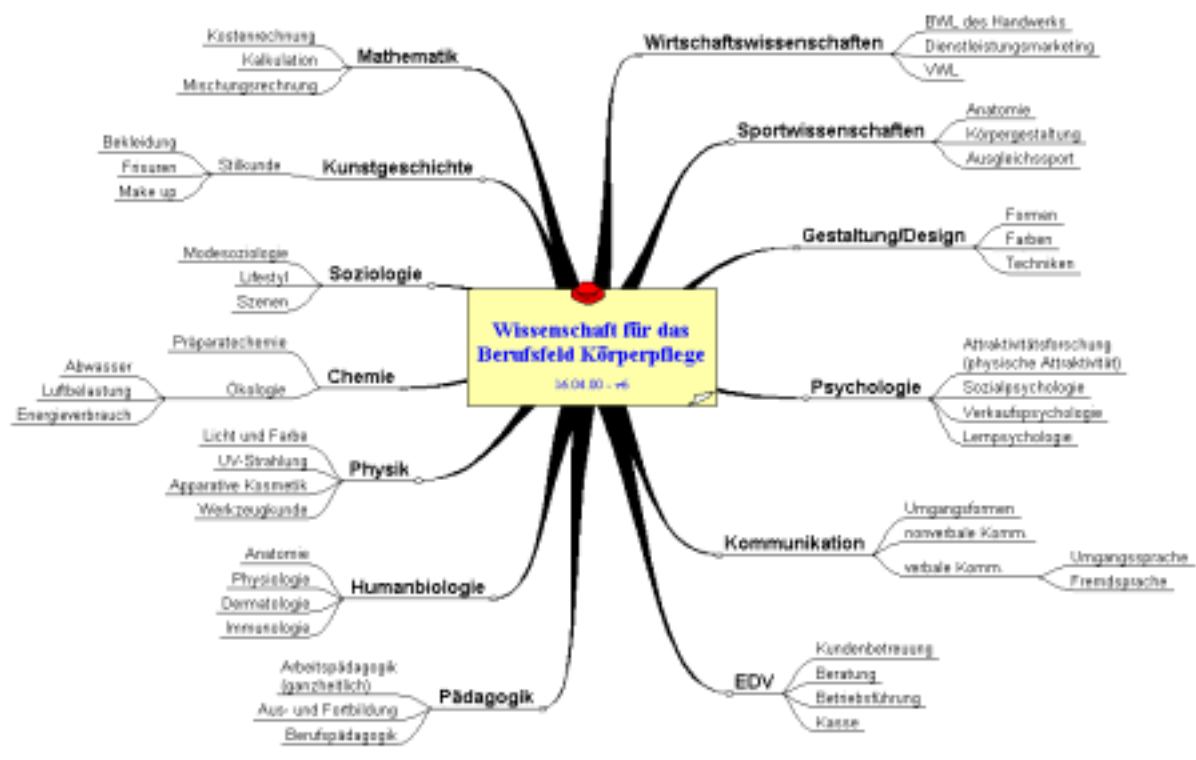 Wissenschaft für das
Berufsfeld Körperpflege
Mathematik
Kostenrechnung
Kalkulation
Mischungsrechnung
Kunstgeschichte
Stilkunde
Bekleidung
Frisuren
Make up
Soziologie
Modesoziologie
Lifestyl
Szenen
Chemie
Präparatechemie
Ökologie
Abwasser
Luftbelastung
Energieverbrauch
Physik
Licht und Farbe
UV-Strahlung
Apparative Kosmetik
Werkzeugkunde
Humanbiologie
Anatomie
Physiologie
Dermatologie
Immunologie
Pädagogik
Arbeitspädagogik
(ganzheitlich)
Aus- und Fortbildung
Berufspädagogik
Wirtschaftswissenschaften
BWL des Handwerks
Dienstleistungsmarketing
VWL
Sportwissenschaften
Anatomie
Körpergestaltung
Ausgleichssport
Gestaltung/Design
Formen
Farben
Techniken
Psychologie
Attraktivitätsforschung
(physische Attraktivität)
Sozialpsychologie
Verkaufspsychologie
Lernpsychologie
Kommunikation
Umgangsformen
nonverbale Komm.
verbale Komm.
Umgangssprache
Fremdsprache
EDV
Kundenbetreuung
Beratung
Betriebsführung
Kasse